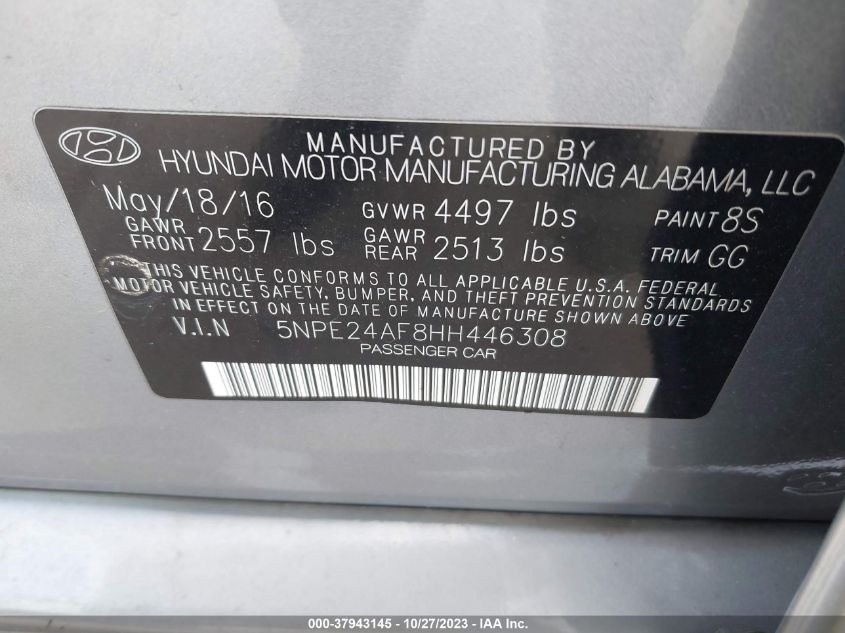 MANUFACTURED BY
HYUNDAI MOTOR MANUFACTURING ALABAMA, LLC
May/18/16 GVWR 4497 lbs PAINT 8S
GAWR FRONT 2557 lbs GAWR REAR 2513 lbs TRIM GG
THIS VEHICLE CONFORMS TO ALL APPLICABLE U.S.A. FEDERAL
MOTOR VEHICLE SAFETY, BUMPER, AND THEFT PREVENTION STANDARDS
IN EFFECT ON THE DATE OF MANUFACTURE SHOWN ABOVE
V.I.N 5NPE24AF8HH446308
PASSENGER CAR
000-37943145 - 10/27/2023 - IAA Inc.